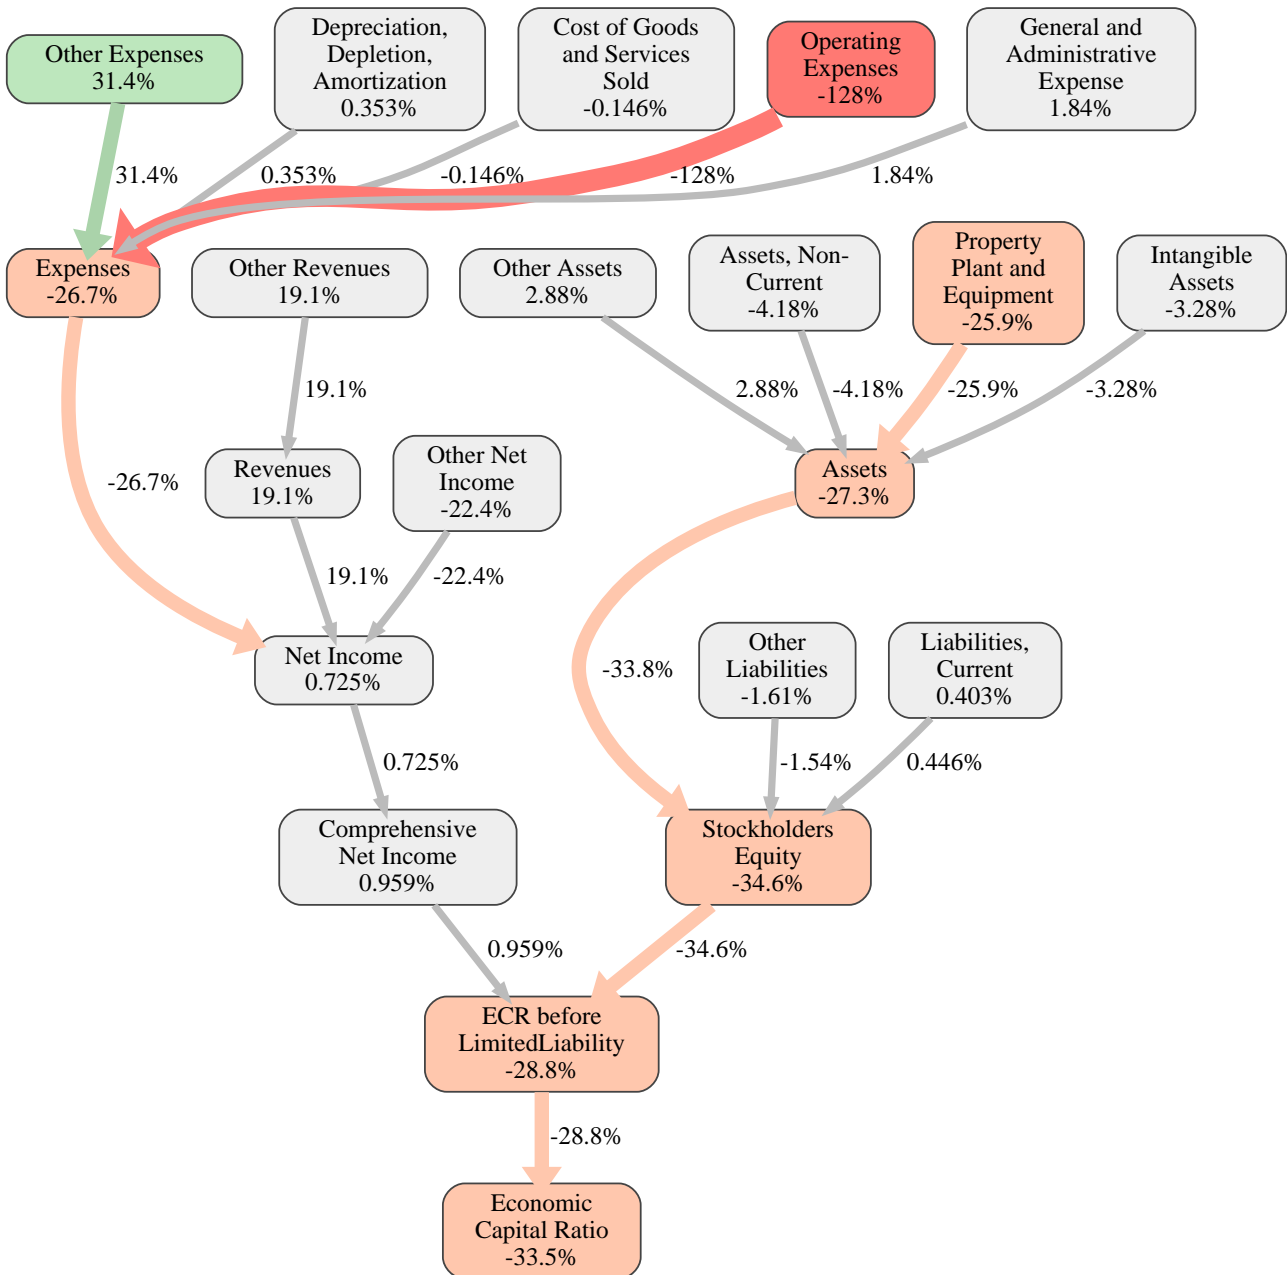 Other Expenses
31.4%
Depreciation,
Depletion,
Amortization
0.353%
Cost of Goods
and Services
Sold
-0.146%
Operating
Expenses
-128%
General and
Administrative
Expense
1.84%
31.4%
0.353%
-0.146%
-128%
1.84%
Expenses
-26.7%
Other Revenues
19.1%
Other Assets
2.88%
Assets, Non-
Current
-4.18%
Property
Plant and
Equipment
-25.9%
Intangible
Assets
-3.28%
19.1%
2.88%
-4.18%
-25.9%
-3.28%
-26.7%
Revenues
19.1%
Other Net
Income
-22.4%
Assets
-27.3%
19.1%
-22.4%
Net Income
0.725%
-33.8%
Other
Liabilities
-1.61%
Liabilities,
Current
0.403%
0.725%
-1.54%
0.446%
Comprehensive
Net Income
0.959%
Stockholders
Equity
-34.6%
0.959%
-34.6%
ECR before
LimitedLiability
-28.8%
-28.8%
Economic
Capital Ratio
-33.5%